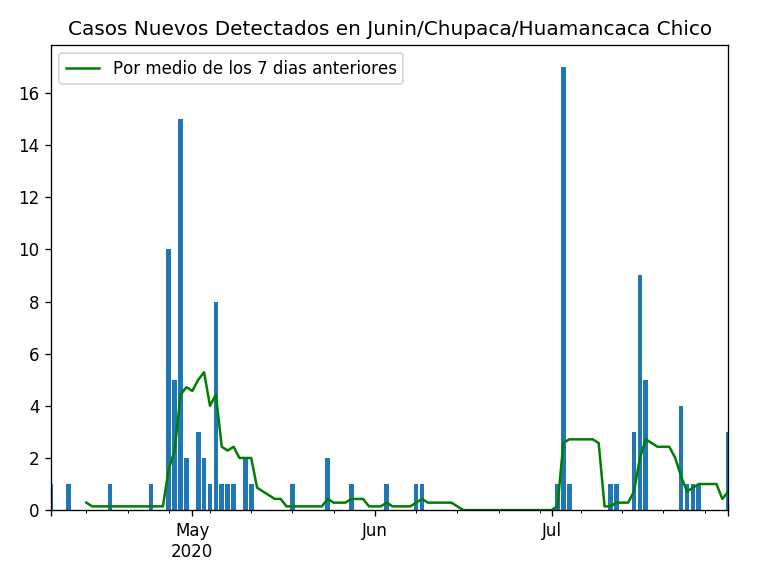 Casos Nuevos Detectados en Junin/Chupaca/Huamancaca Chico
Por medio de los 7 dias anteriores
16
14
12
10
8
6
4
2
0
May
2020
Jun
Jul